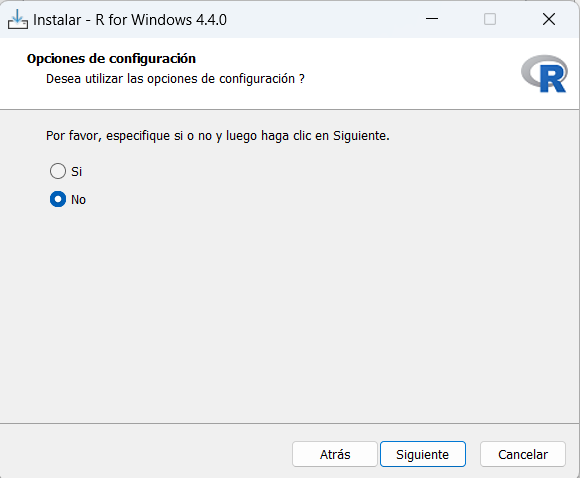 Instalar - R for Windows 4.4.0
Opciones de configuración
Desea utilizar las opciones de configuración ?
R
Por favor, especifique si o no y luego haga clic en Siguiente.
Si
No
Atrás Siguiente Cancelar